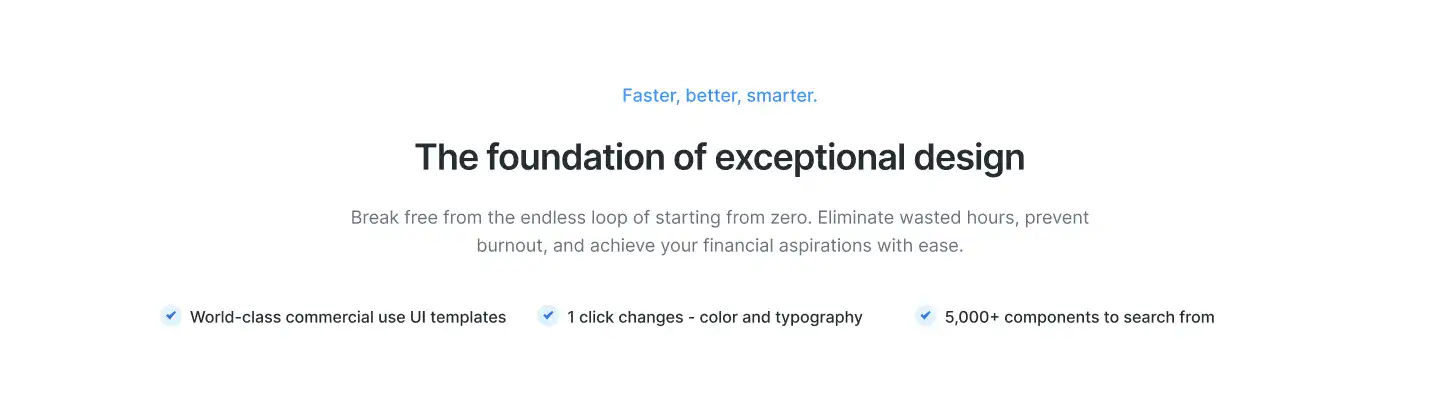 Faster, better, smarter.
The foundation of exceptional design
Break free from the endless loop of starting from zero. Eliminate wasted hours, prevent
burnout, and achieve your financial aspirations with ease.
World-class commercial use UI templates
1 click changes - color and typography
5,000+ components to search from